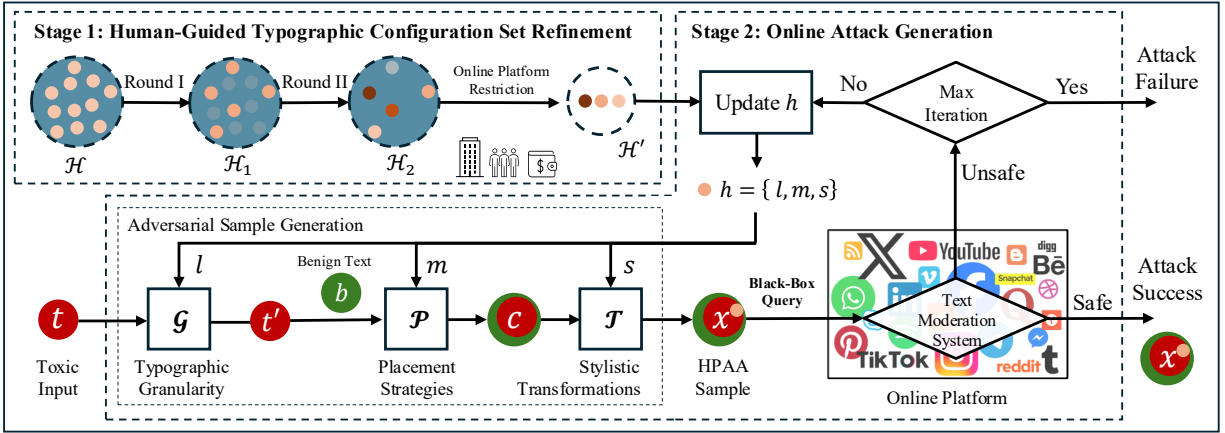 Stage 1: Human-Guided Typographic Configuration Set Refinement
Round I
Round II
Online Platform
Restriction
ℋ
ℋ₁
ℋ₂
ℋ′
$
Stage 2: Online Attack Generation
Update h
No
Max
Iteration
Yes
Attack
Failure
h = { l, m, s}
Unsafe
Adversarial Sample Generation
l
Benign Text
b
m
s
t
𝒢
t′
𝒫
c
𝒯
x
Toxic
Input
Typographic
Granularity
Placement
Strategies
Stylistic
Transformations
HPAA
Sample
Black-Box
Query
YouTube
digg
Bē
Snapchat
in
Text
Moderation
System
TikTok
reddit
t
Online Platform
Safe
Attack
Success
x